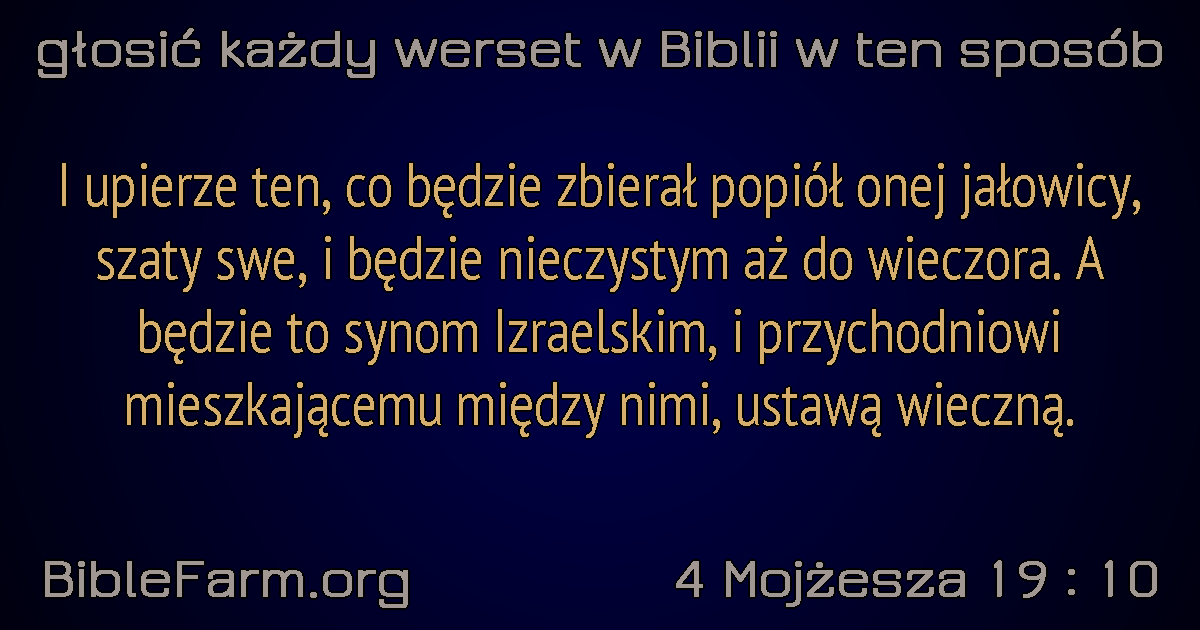 głosić każdy werset w Biblii w ten sposób
I upierze ten, co będzie zbierał popiół onej jałowicy,
szaty swe, i będzie nieczystym aż do wieczora. A
będzie to synom Izraelskim, i przychodniowi
mieszkającemu między nimi, ustawą wieczną.
BibleFarm.org
4 Mojżesza 19 : 10